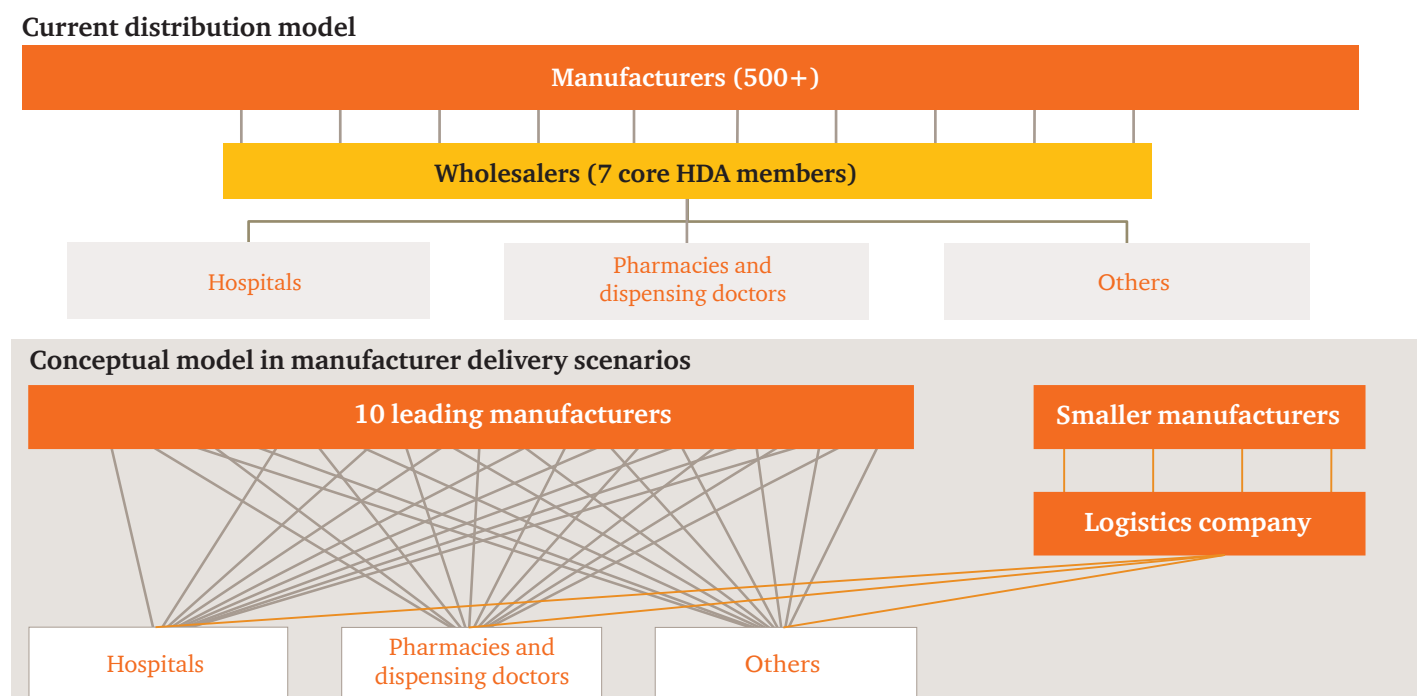 Current distribution model
Manufacturers (500+)
Wholesalers (7 core HDA members)
Hospitals
Pharmacies and
dispensing doctors
Others
Conceptual model in manufacturer delivery scenarios
10 leading manufacturers
Smaller manufacturers
Logistics company
Hospitals
Pharmacies and
dispensing doctors
Others